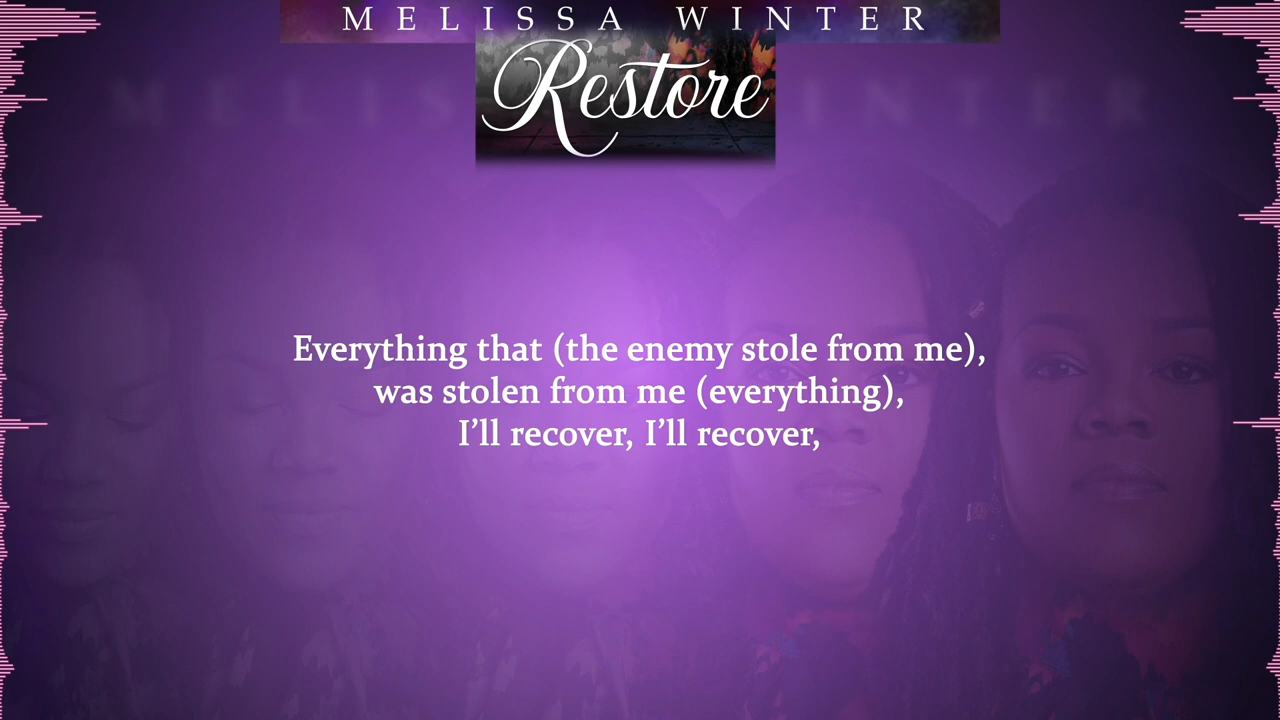 MELISSA WINTER
Restore
Everything that (the enemy stole from me),
was stolen from me (everything),
I’ll recover, I’ll recover,